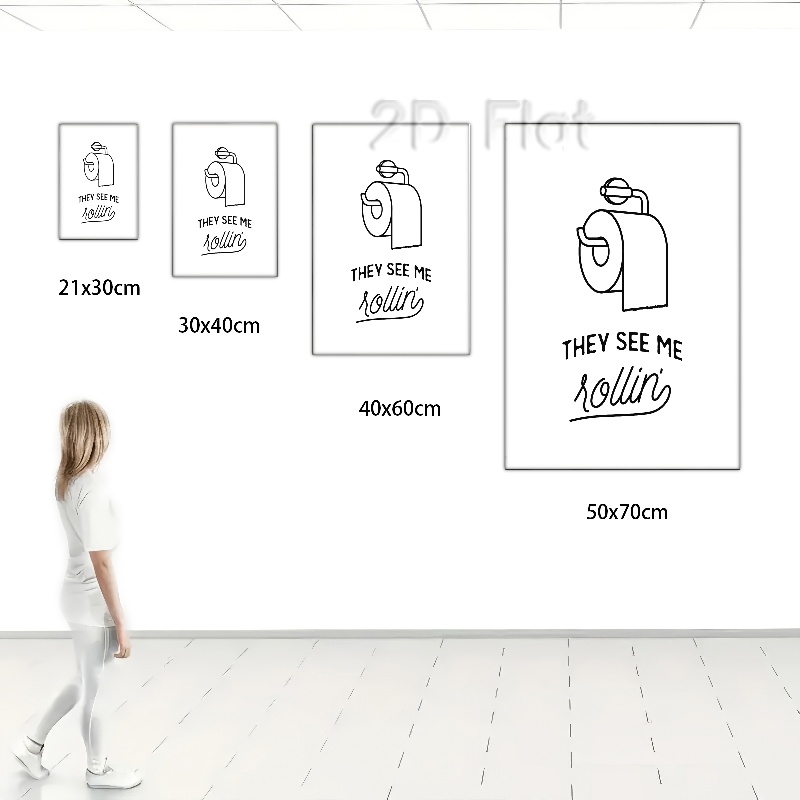 2D Flat
THEY SEE ME
rollin'
21x30cm
THEY SEE ME
rollin'
30x40cm
THEY SEE ME
rollin'
40x60cm
THEY SEE ME
rollin'
50x70cm